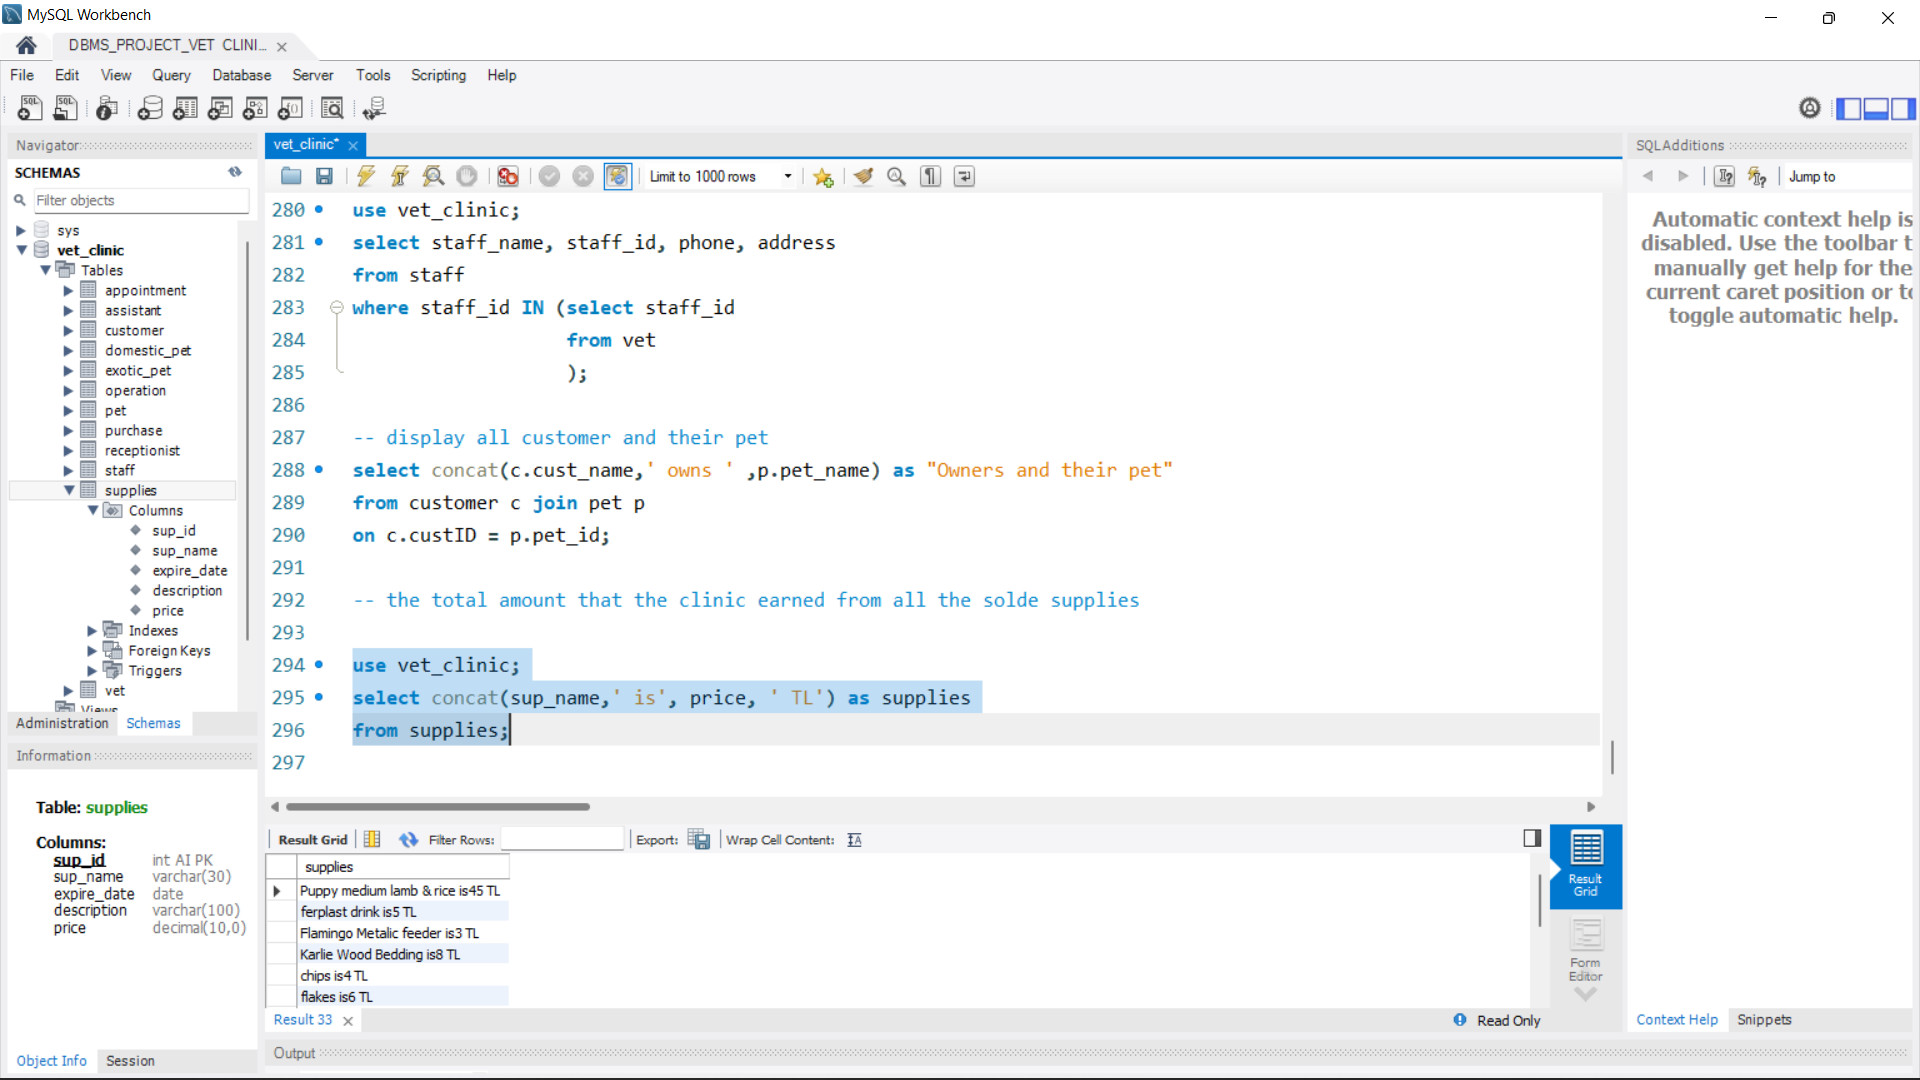 MySQL Workbench
DBMS_PROJECT_VET CLINI...
File Edit View Query Database Server Tools Scripting Help
Navigator
SCHEMAS
Filter objects
sys
vet_clinic
Tables
appointment
assistant
customer
domestic_pet
exotic_pet
operation
pet
purchase
receptionist
staff
supplies
Columns
sup_id
sup_name
expire_date
description
price
Indexes
Foreign Keys
Triggers
vet
Views
Administration Schemas
Information
Table: supplies
Columns:
sup_id int AI PK
sup_name varchar(30)
expire_date date
description varchar(100)
price decimal(10,0)
Object Info Session
vet_clinic*
Limit to 1000 rows
280 use vet_clinic;
281 select staff_name, staff_id, phone, address
282 from staff
283 where staff_id IN (select staff_id
284 from vet
285 );
286
287 -- display all customer and their pet
288 select concat(c.cust_name,' owns ' ,p.pet_name) as "Owners and their pet"
289 from customer c join pet p
290 on c.custID = p.pet_id;
291
292 -- the total amount that the clinic earned from all the solde supplies
293
294 use vet_clinic;
295 select concat(sup_name,' is', price, ' TL') as supplies
296 from supplies;
297
Result Grid Filter Rows: Export: Wrap Cell Content:
supplies
Puppy medium lamb & rice is45 TL
ferplast drink is5 TL
Flamingo Metalic feeder is3 TL
Karlie Wood Bedding is8 TL
chips is4 TL
flakes is6 TL
Result Grid
Form Editor
Result 33
Read Only
Output
SQLAdditions
Jump to
Automatic context help is
disabled. Use the toolbar t
manually get help for the
current caret position or to
toggle automatic help.
Context Help Snippets